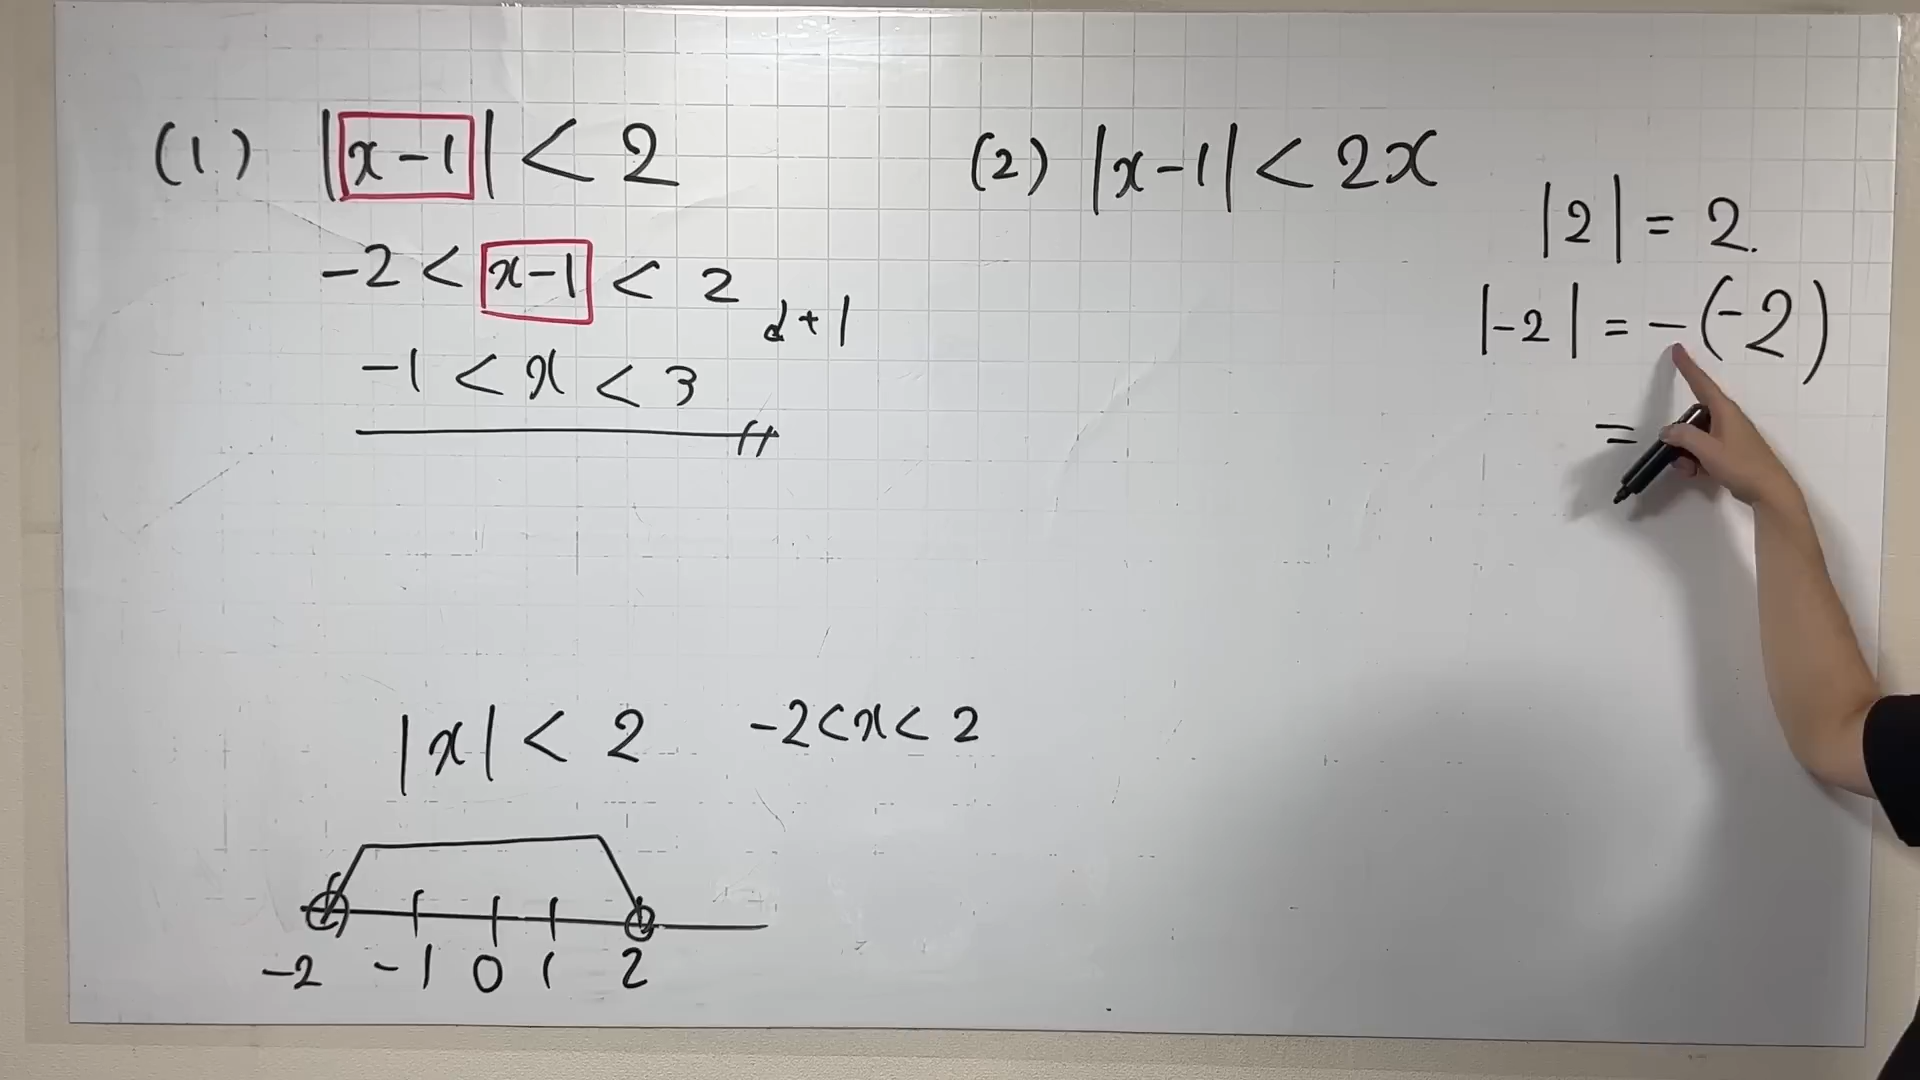 (1) |x-1| < 2
-2 < x-1 < 2
↲+1
-1 < x < 3
|x| < 2 -2<x<2
-2 -1 0 1 2
(2) |x-1| < 2x
|2| = 2.
|-2| = -(-2)
=